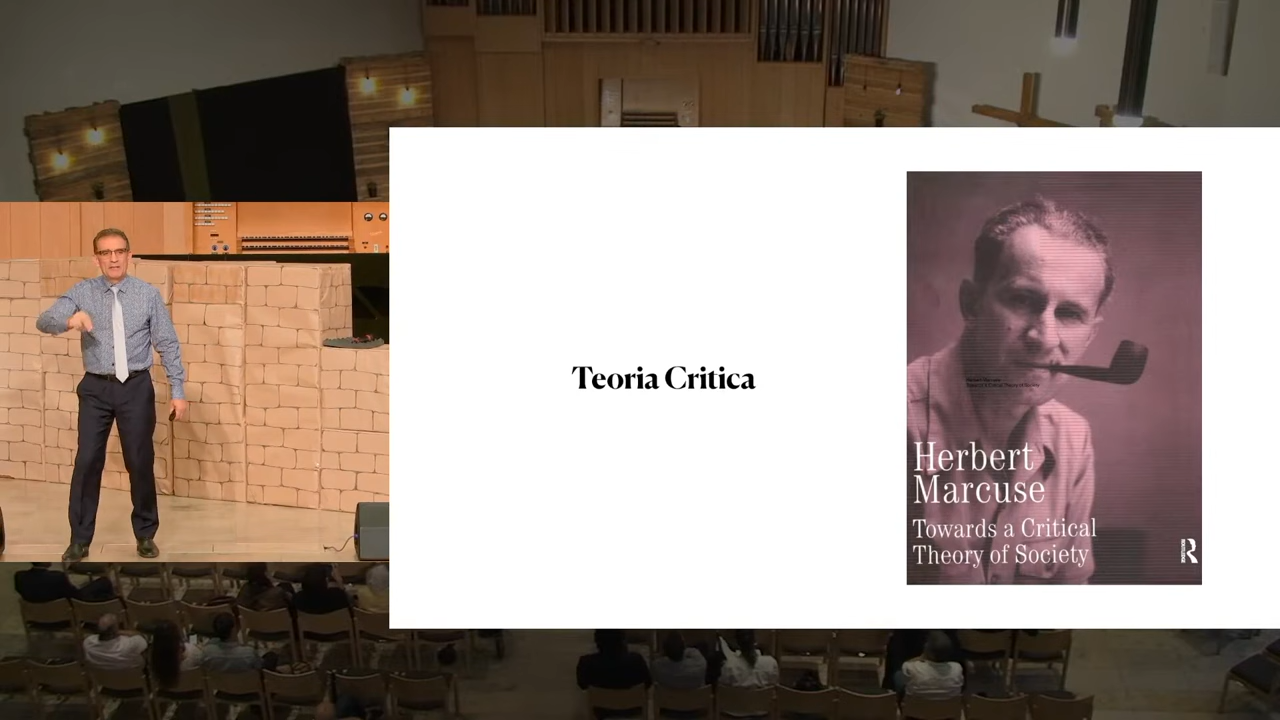 Teoria Critica
Herbert
Marcuse
Towards a Critical
Theory of Society